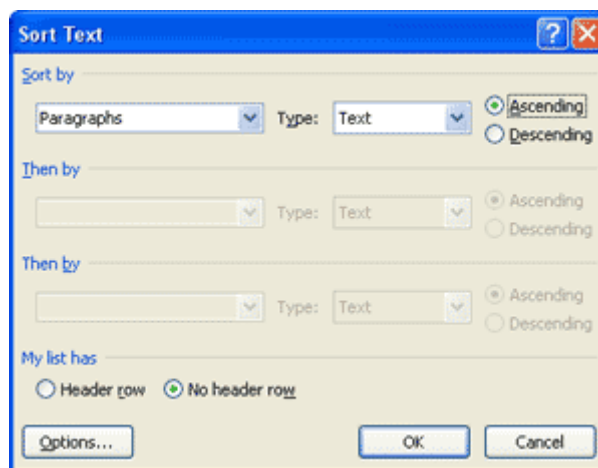 Sort Text
Sort by
Paragraphs Type: Text Ascending
Descending
Then by
Type: Text Ascending
Descending
Then by
Type: Text Ascending
Descending
My list has
Header row No header row
Options... OK Cancel